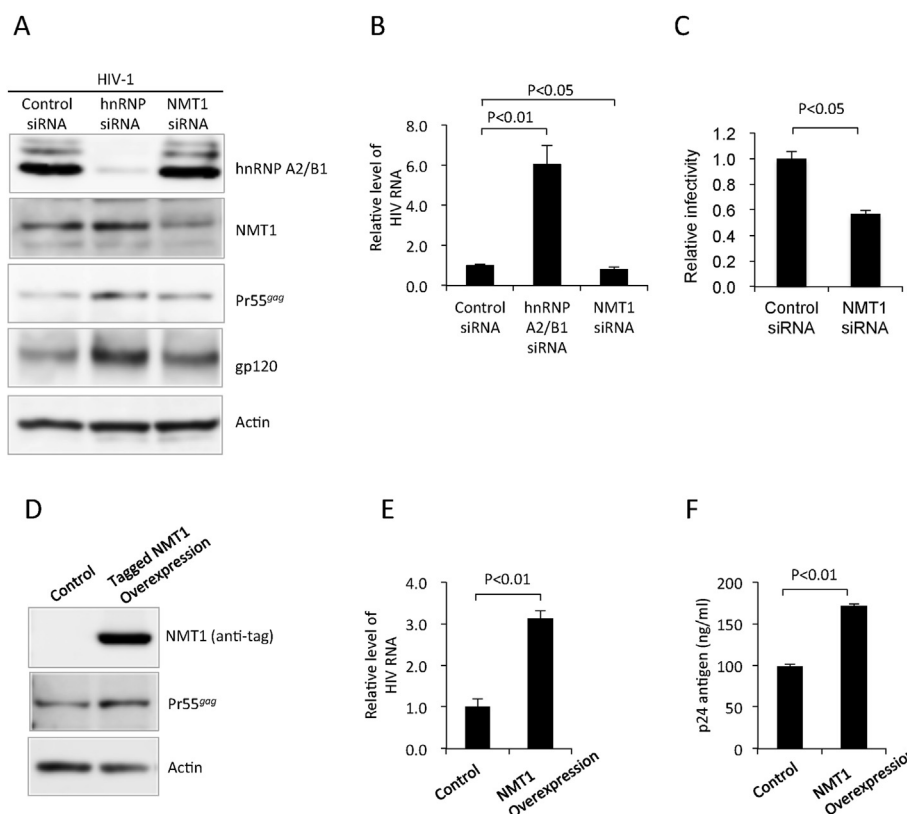 A
HIV-1
Control
siRNA
hnRNP
siRNA
NMT1
siRNA
hnRNP A2/B1
NMT1
Pr55gag
gp120
Actin
B
P<0.05
P<0.01
Relative level of
HIV RNA
8.0
6.0
4.0
2.0
0.0
Control
siRNA
hnRNP
A2/B1
siRNA
NMT1
siRNA
C
P<0.05
Relative infectivity
1.2
1.0
0.8
0.6
0.4
0.2
0
Control
siRNA
NMT1
siRNA
D
Control
Tagged NMT1
Overexpression
NMT1 (anti-tag)
Pr55gag
Actin
E
P<0.01
Relative level of
HIV RNA
4.0
3.0
2.0
1.0
0.0
Control
NMT1
Overexpression
F
P<0.01
p24 antigen (ng/ml)
200
150
100
50
0
Control
NMT1
Overexpression